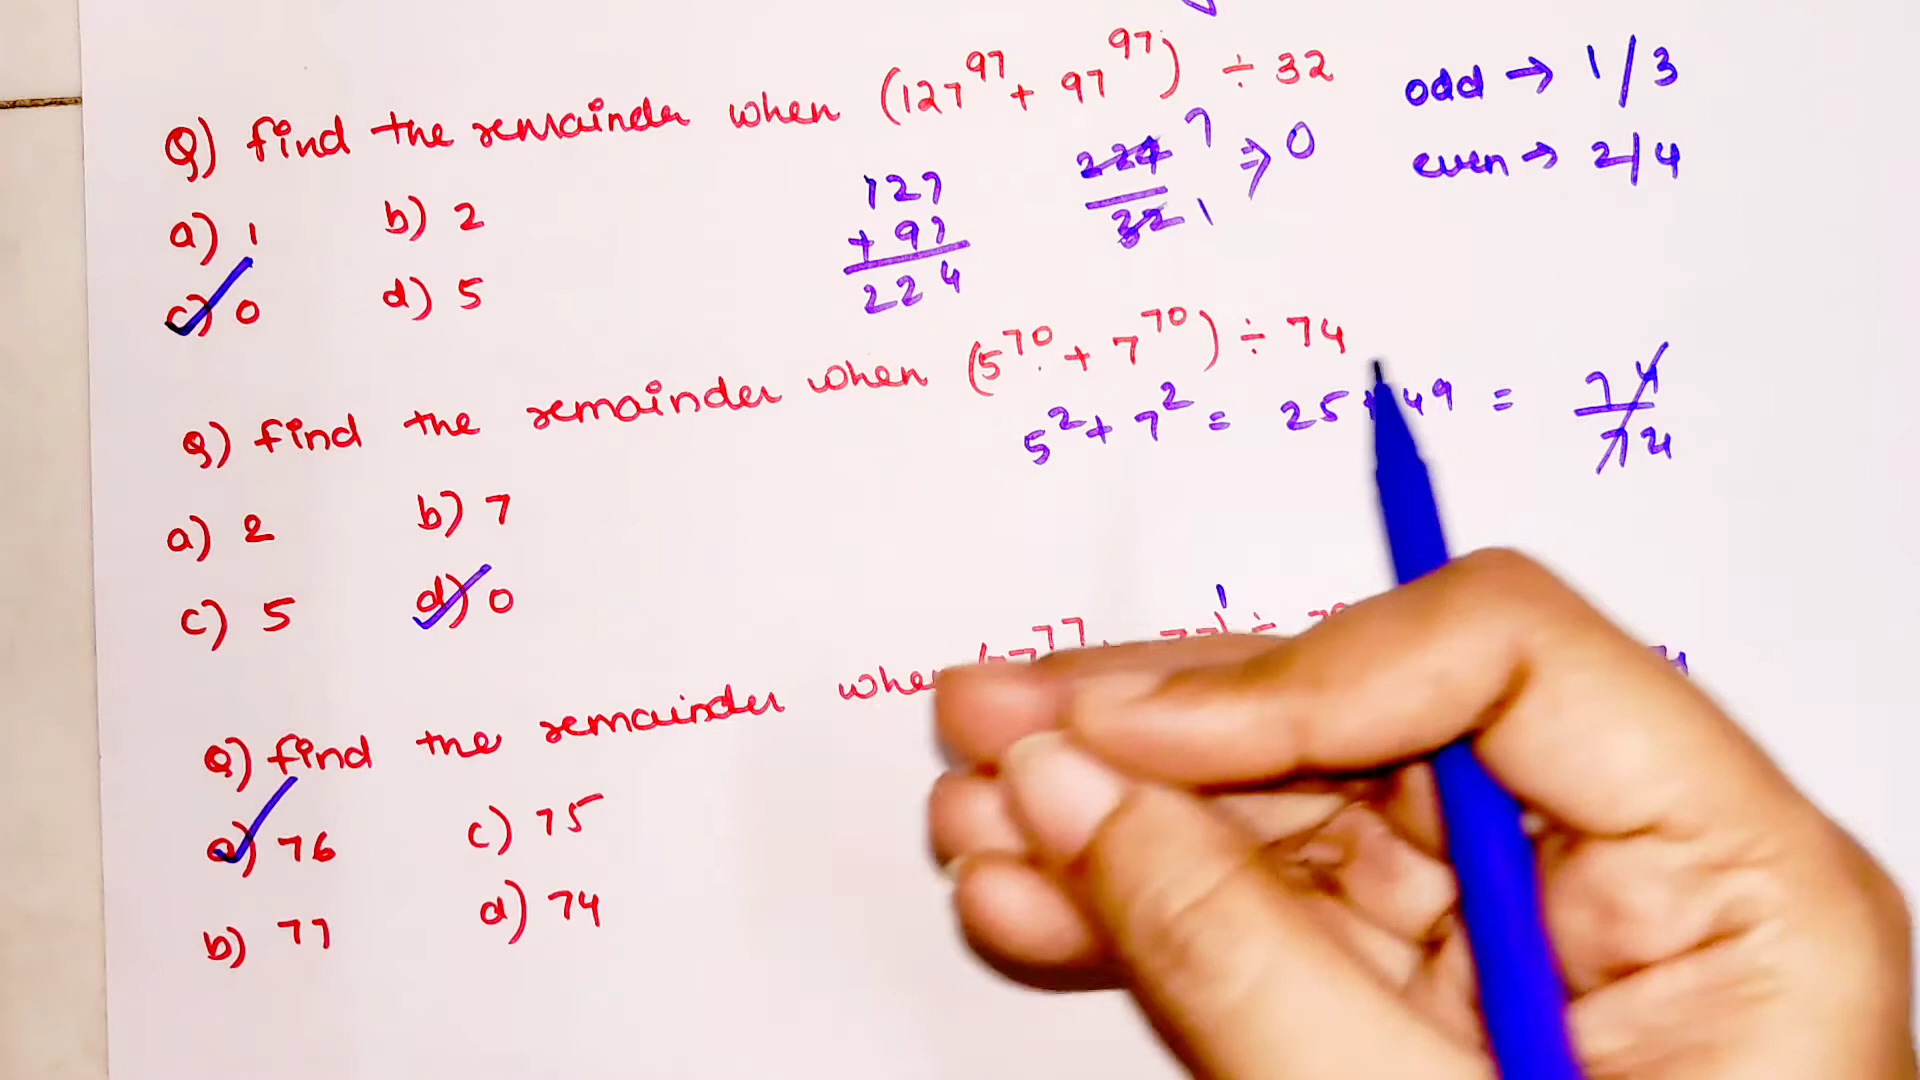 Q) find the remainder when (127^97 + 97^97) ÷ 32
odd → 1/3
even → 2/4
a) 1 b) 2
c) 0 d) 5
127
+ 97
224
224 7
32 1
⇒ 0
Q) find the remainder when (5^70 + 7^70) ÷ 74
5^2 + 7^2 = 25 + 49 = 74
74
a) 2 b) 7
c) 5 d) 0
Q) find the remainder when
a) 76 c) 75
b) 77 d) 74